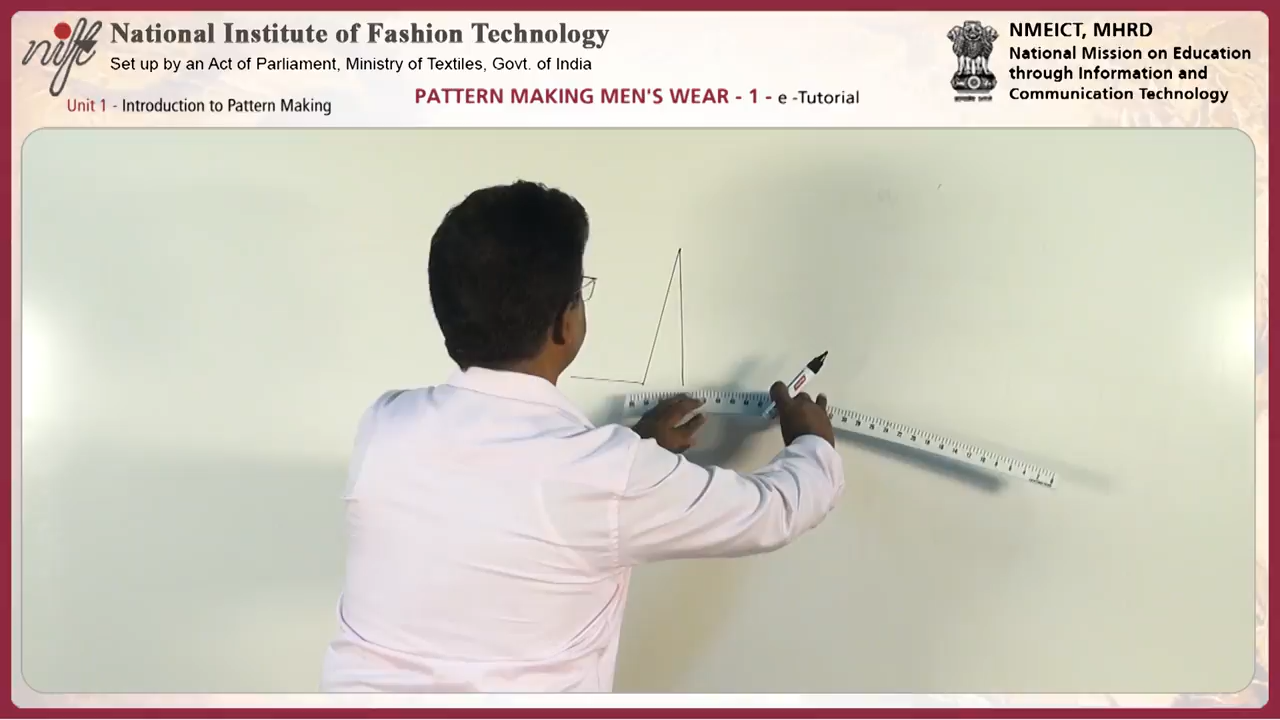 nift
National Institute of Fashion Technology
Set up by an Act of Parliament, Ministry of Textiles, Govt. of India
Unit 1 - Introduction to Pattern Making
PATTERN MAKING MEN'S WEAR - 1 - e -Tutorial
NMEICT, MHRD
National Mission on Education
through Information and
Communication Technology